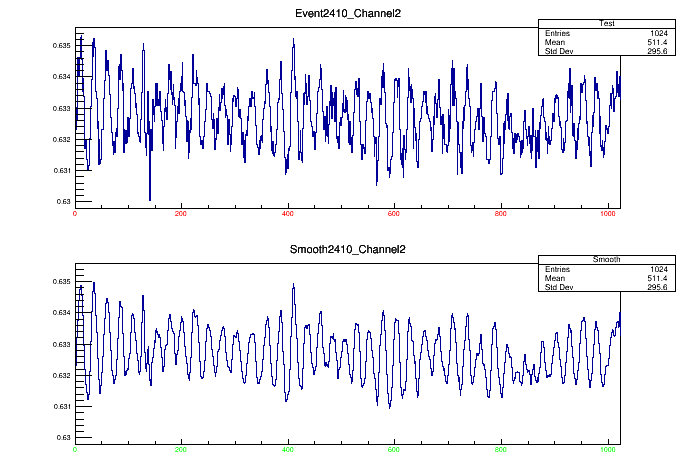 Event2410_Channel2
Test
Entries 1024
Mean 511.4
Std Dev 295.6
0.635
0.634
0.633
0.632
0.631
0.63
0 200 400 600 800 1000
Smooth2410_Channel2
Smooth
Entries 1024
Mean 511.4
Std Dev 295.6
0.635
0.634
0.633
0.632
0.631
0.63
0 200 400 600 800 1000